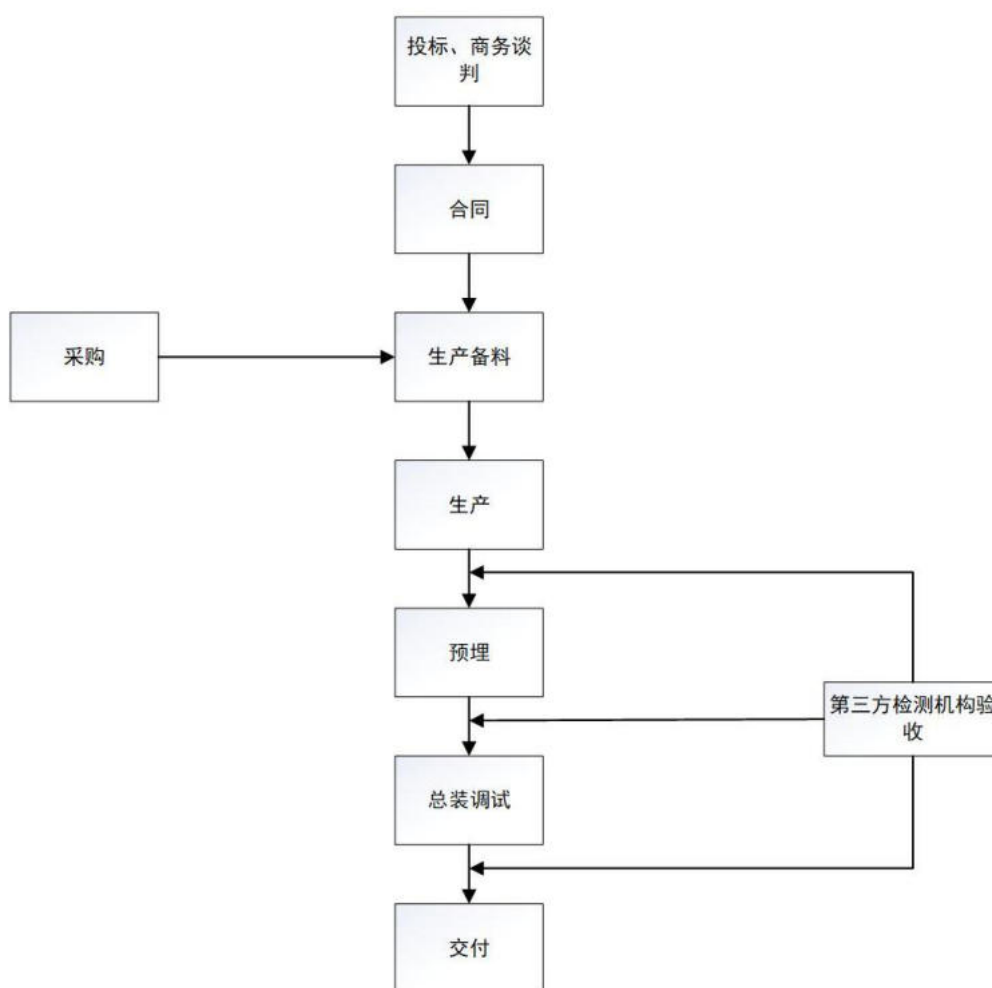 投标、商务谈
判
合同
采购
生产备料
生产
预埋
第三方检测机构验
收
总装调试
交付